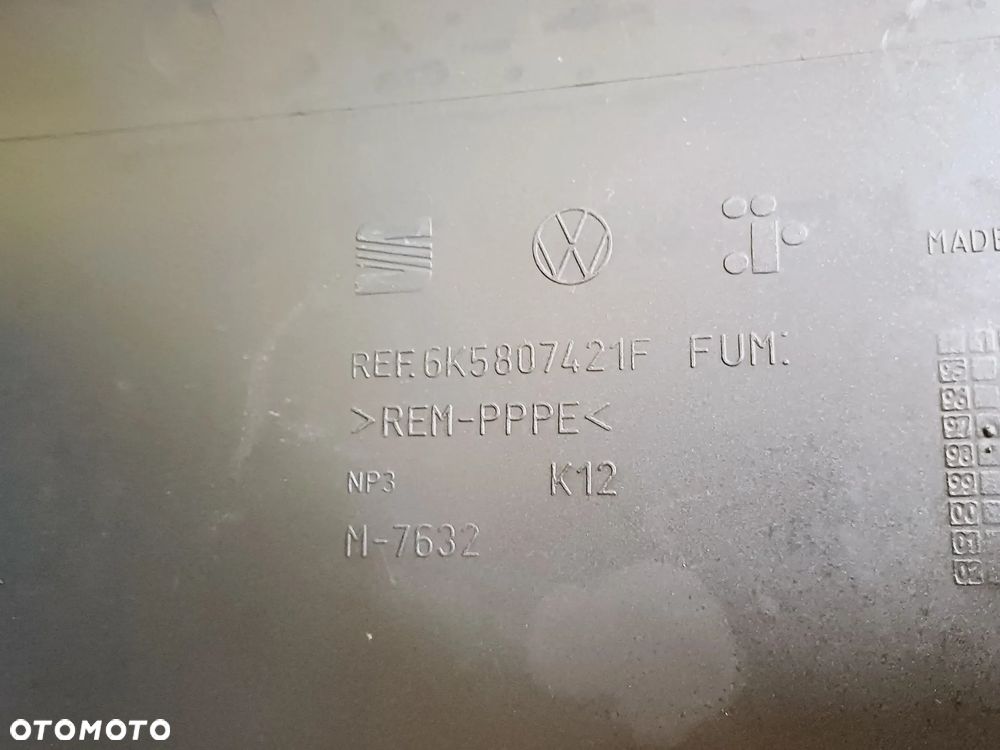 MADE
REF. 6K5807421F FUM:
>REM-PPPE<
NP3 K12
M-7632
95
96
97
98
99
00
01
02
OTOMOTO